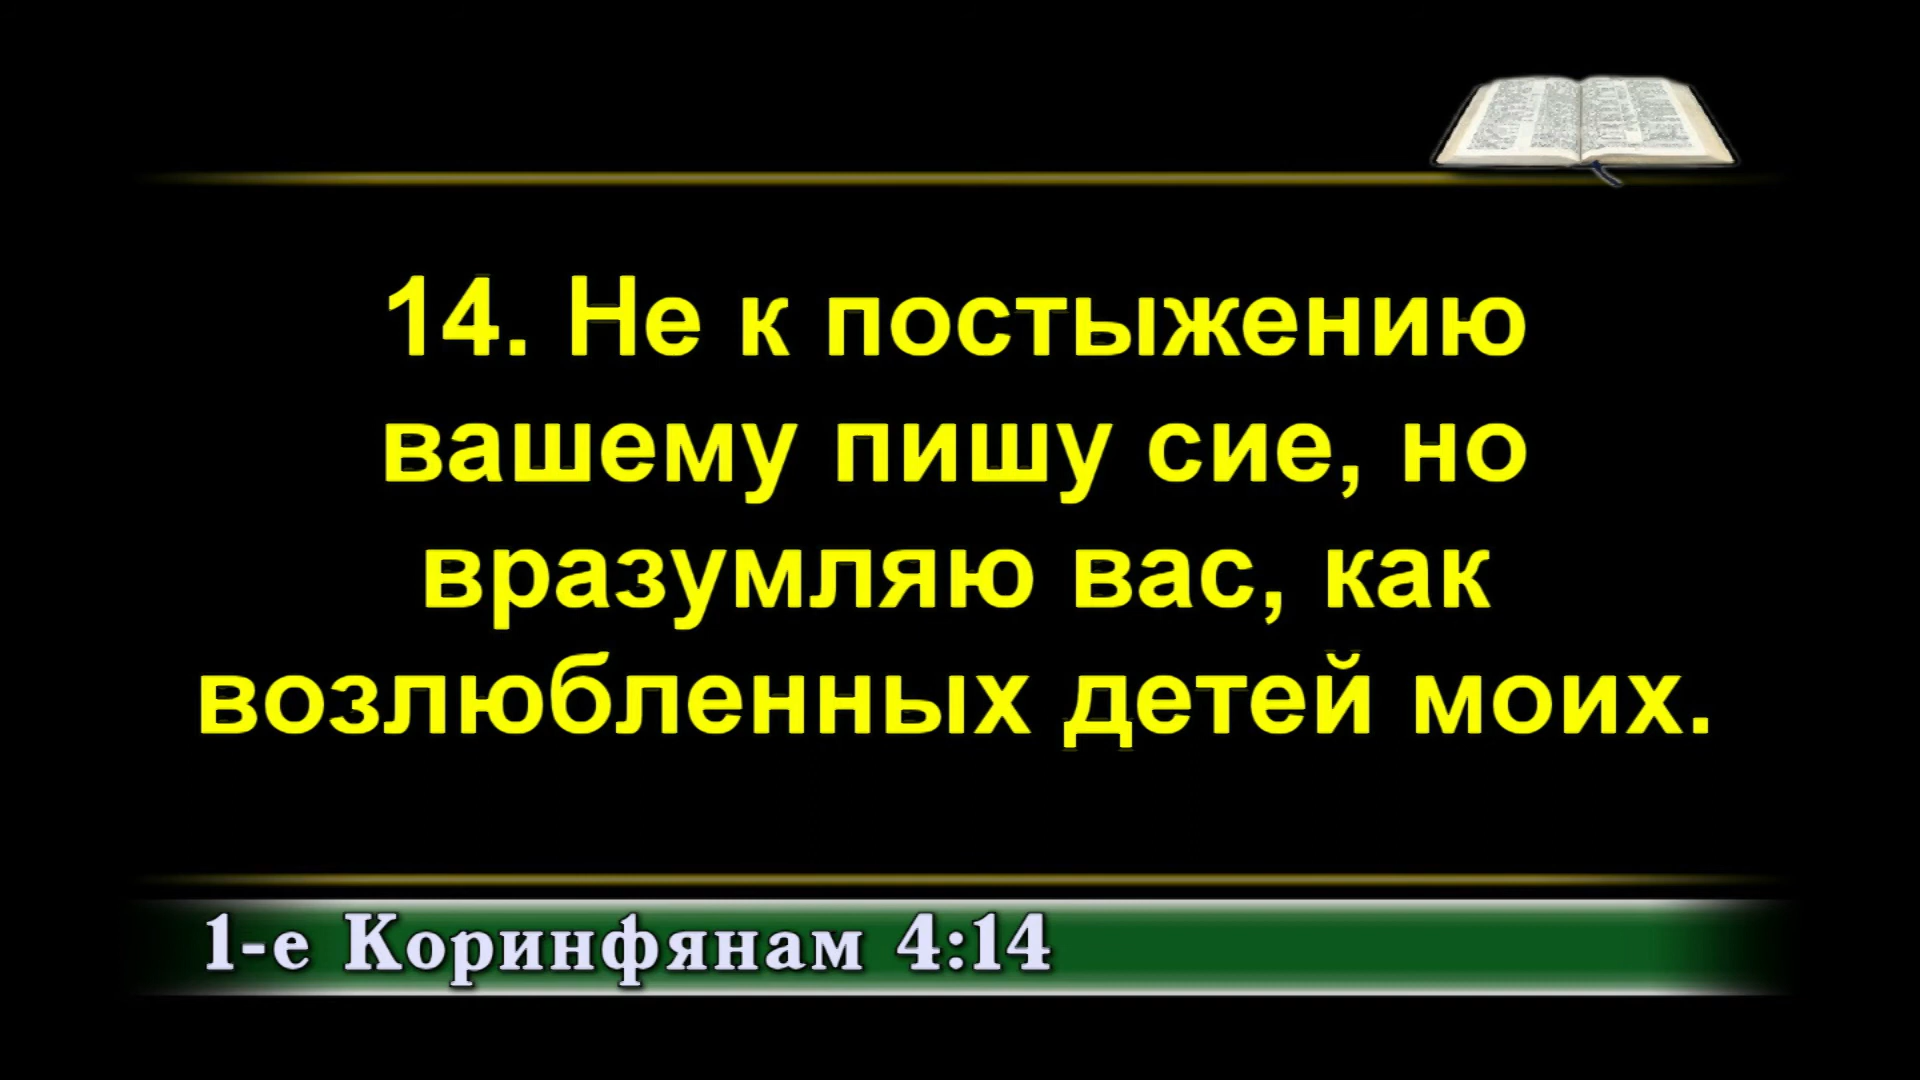 14. Не к постыжению
вашему пишу сие, но
вразумляю вас, как
возлюбленных детей моих.
1-е Коринфянам 4:14